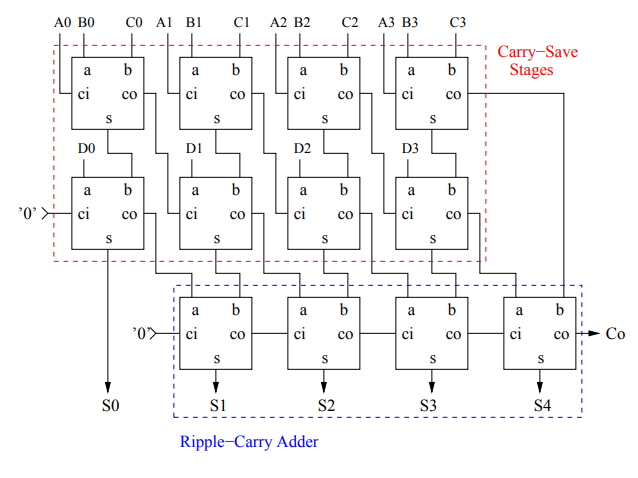 A0 B0 C0 A1 B1 C1 A2 B2 C2 A3 B3 C3
Carry−Save
Stages
a b a b a b a b
ci co ci co ci co ci co
s s s s
D0 D1 D2 D3
a b a b a b a b
'0' ci co ci co ci co ci co
s s s s
a b a b a b a b
'0' ci co ci co ci co ci co Co
s s s s
S0 S1 S2 S3 S4
Ripple−Carry Adder